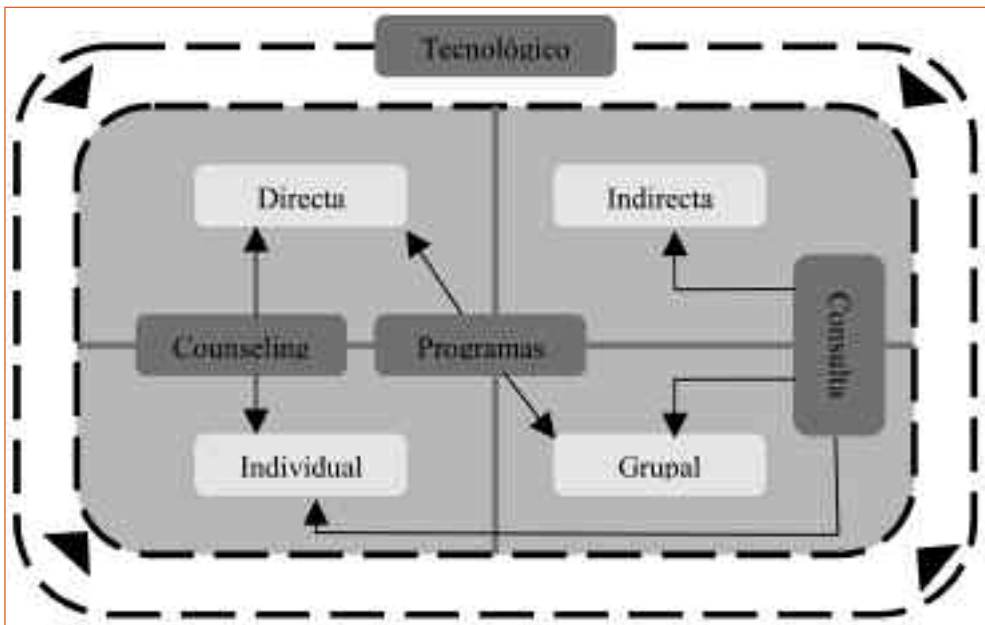 Tecnológico
Directa
Indirecta
Counseling
Programas
Consulta
Individual
Grupal